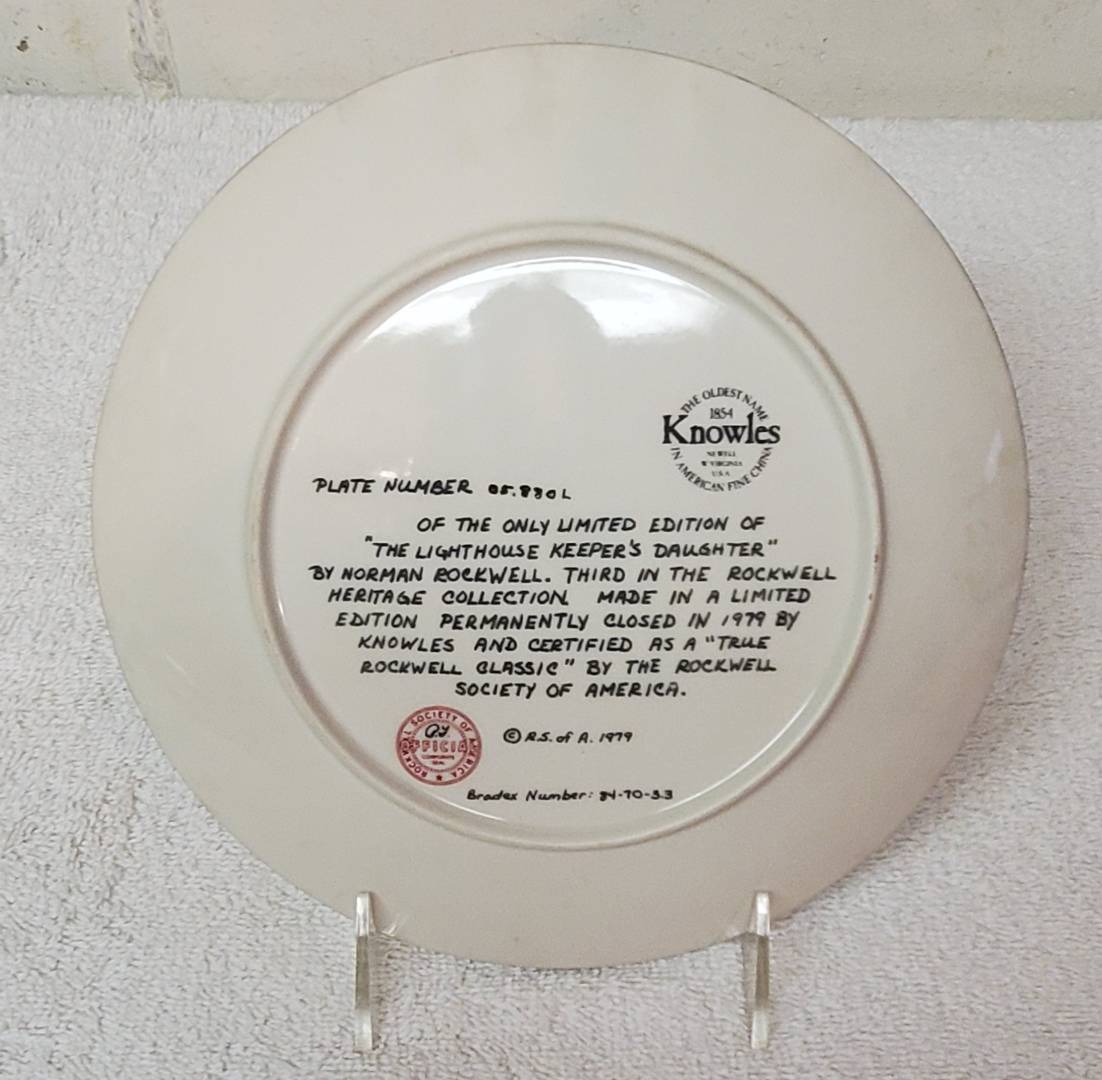 THE OLDEST NAME
1854
Knowles
NEWELL
W VIRGINIA
U.S.A
IN AMERICAN FINE CHINA
PLATE NUMBER
OF THE ONLY LIMITED EDITION OF
"THE LIGHTHOUSE KEEPER'S DAUGHTER"
BY NORMAN ROCKWELL. THIRD IN THE ROCKWELL
HERITAGE COLLECTION. MADE IN A LIMITED
EDITION PERMANENTLY CLOSED IN 1979 BY
KNOWLES AND CERTIFIED AS A "TRUE
ROCKWELL CLASSIC" BY THE ROCKWELL
SOCIETY OF AMERICA.
ROCKWELL SOCIETY OF AMERICA
OFFICIAL
© R.S. of A. 1979
Bradex Number: 84-70-3.3